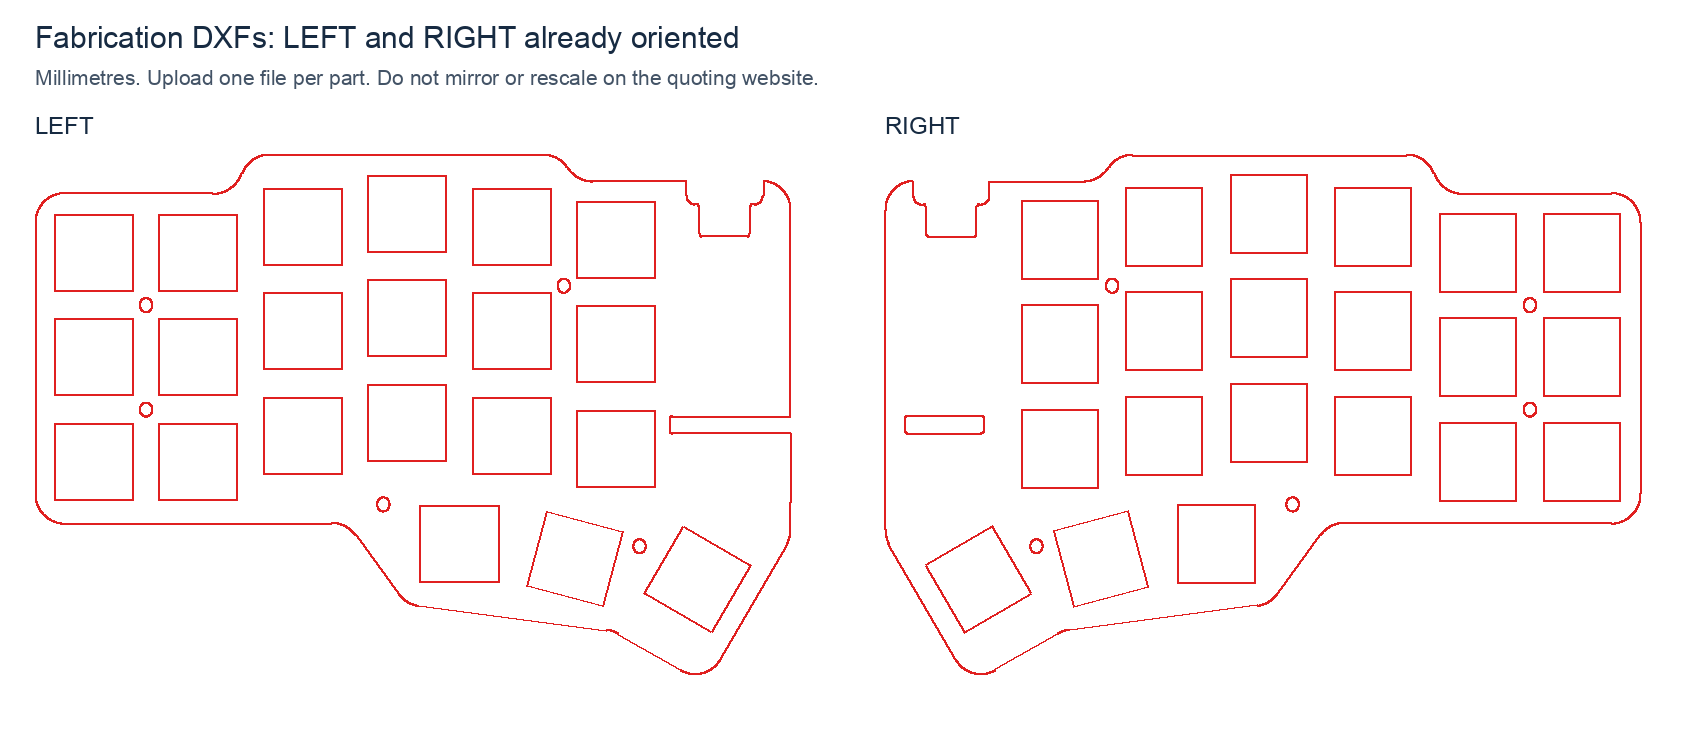 Fabrication DXFs: LEFT and RIGHT already oriented
Millimetres. Upload one file per part. Do not mirror or rescale on the quoting website.
LEFT
RIGHT